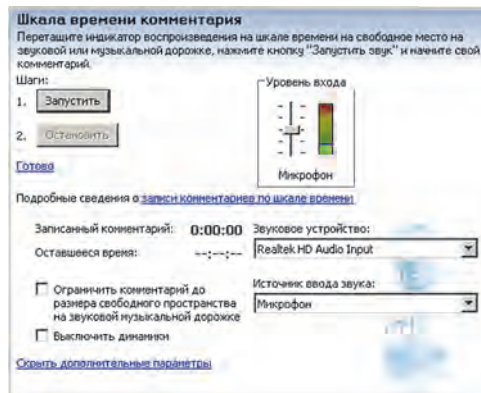 Шкала времени комментария
Перетащите индикатор воспроизведения на шкале времени на свободное место на
звуковой или музыкальной дорожке, нажмите кнопку "Запустить звук" и начните свой
комментарий.
Шаги:
1. Запустить
2. Остановить
Готово
Уровень входа
Микрофон
Подробные сведения о записи комментариев по шкале времени
Записанный комментарий: 0:00:00
Оставшееся время: --:--:--
Звуковое устройство:
Realtek HD Audio Input
Ограничить комментарий до
размера свободного пространства
на звуковой музыкальной дорожке
Выключить динамики
Источник ввода звука:
Микрофон
Скрыть дополнительные параметры